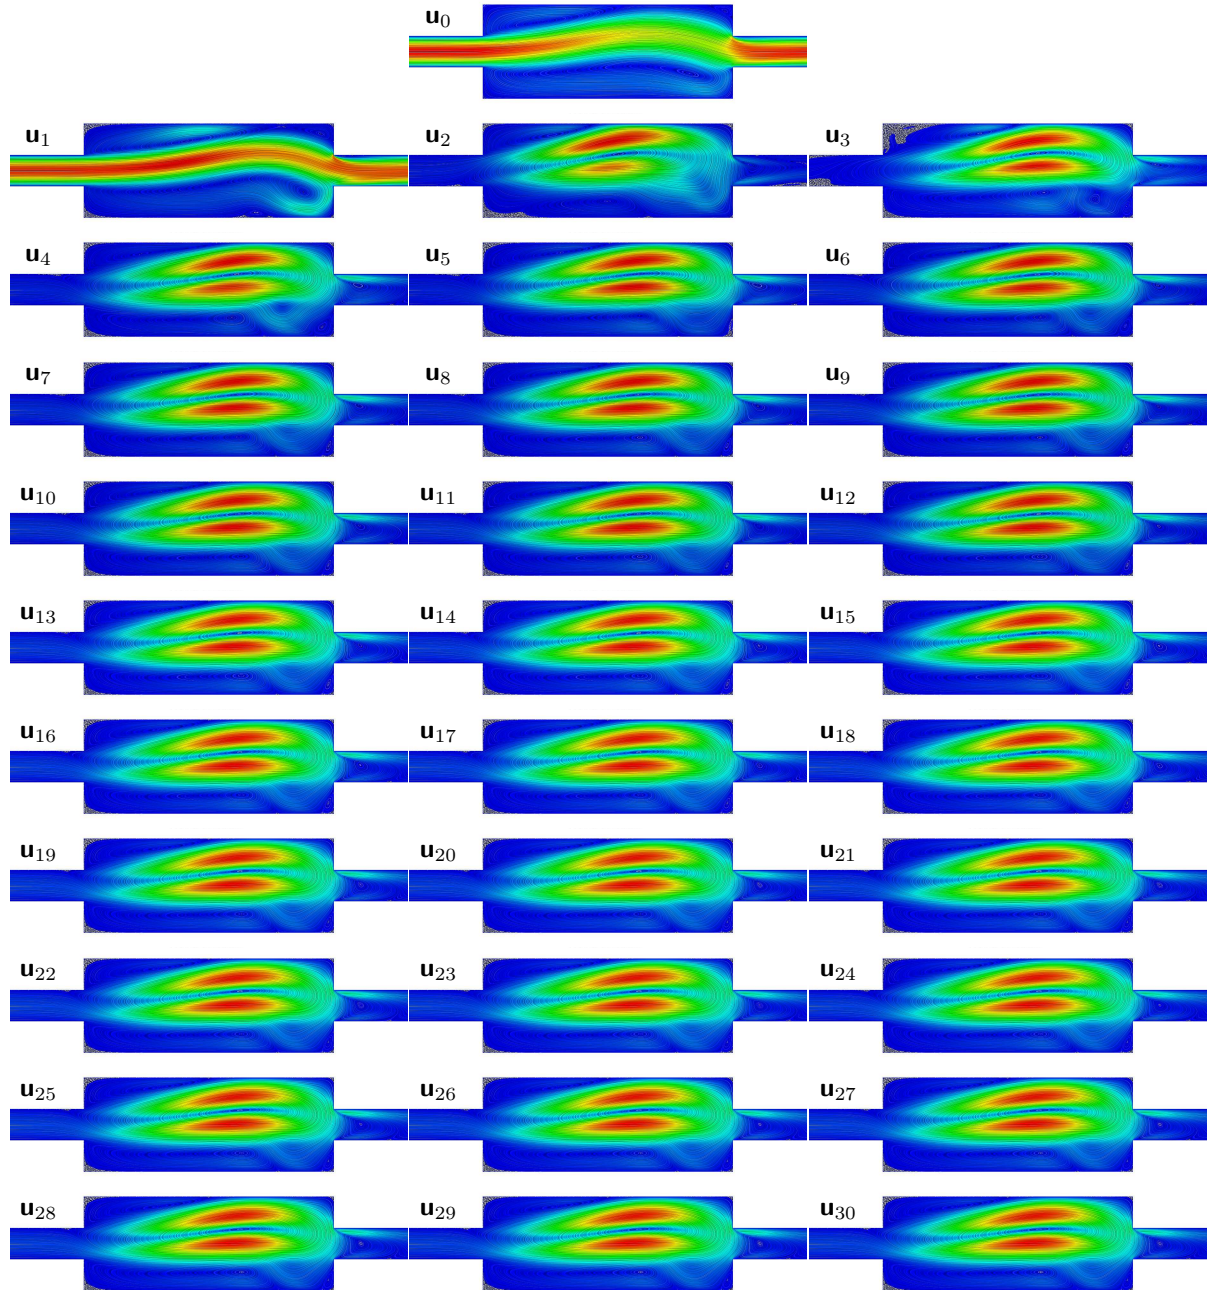 u₀
u₁ u₂ u₃
u₄ u₅ u₆
u₇ u₈ u₉
u₁₀ u₁₁ u₁₂
u₁₃ u₁₄ u₁₅
u₁₆ u₁₇ u₁₈
u₁₉ u₂₀ u₂₁
u₂₂ u₂₃ u₂₄
u₂₅ u₂₆ u₂₇
u₂₈ u₂₉ u₃₀